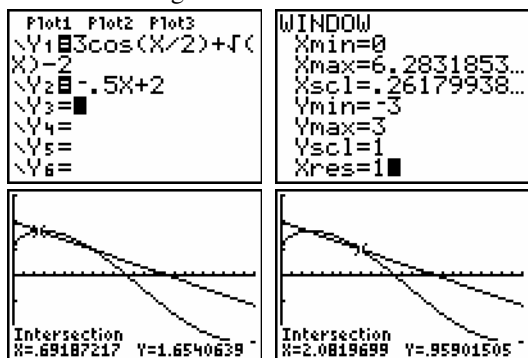 Plot1 Plot2 Plot3
\Y₁=3cos(X/2)+√(
X)-2
\Y₂=-.5X+2
\Y₃=
\Y₄=
\Y₅=
\Y₆=
WINDOW
Xmin=0
Xmax=6.2831853…
Xscl=.26179938…
Ymin=-3
Ymax=3
Yscl=1
Xres=1
Intersection
X=.69187217 Y=1.6540639
Intersection
X=2.0819699 Y=.95901505